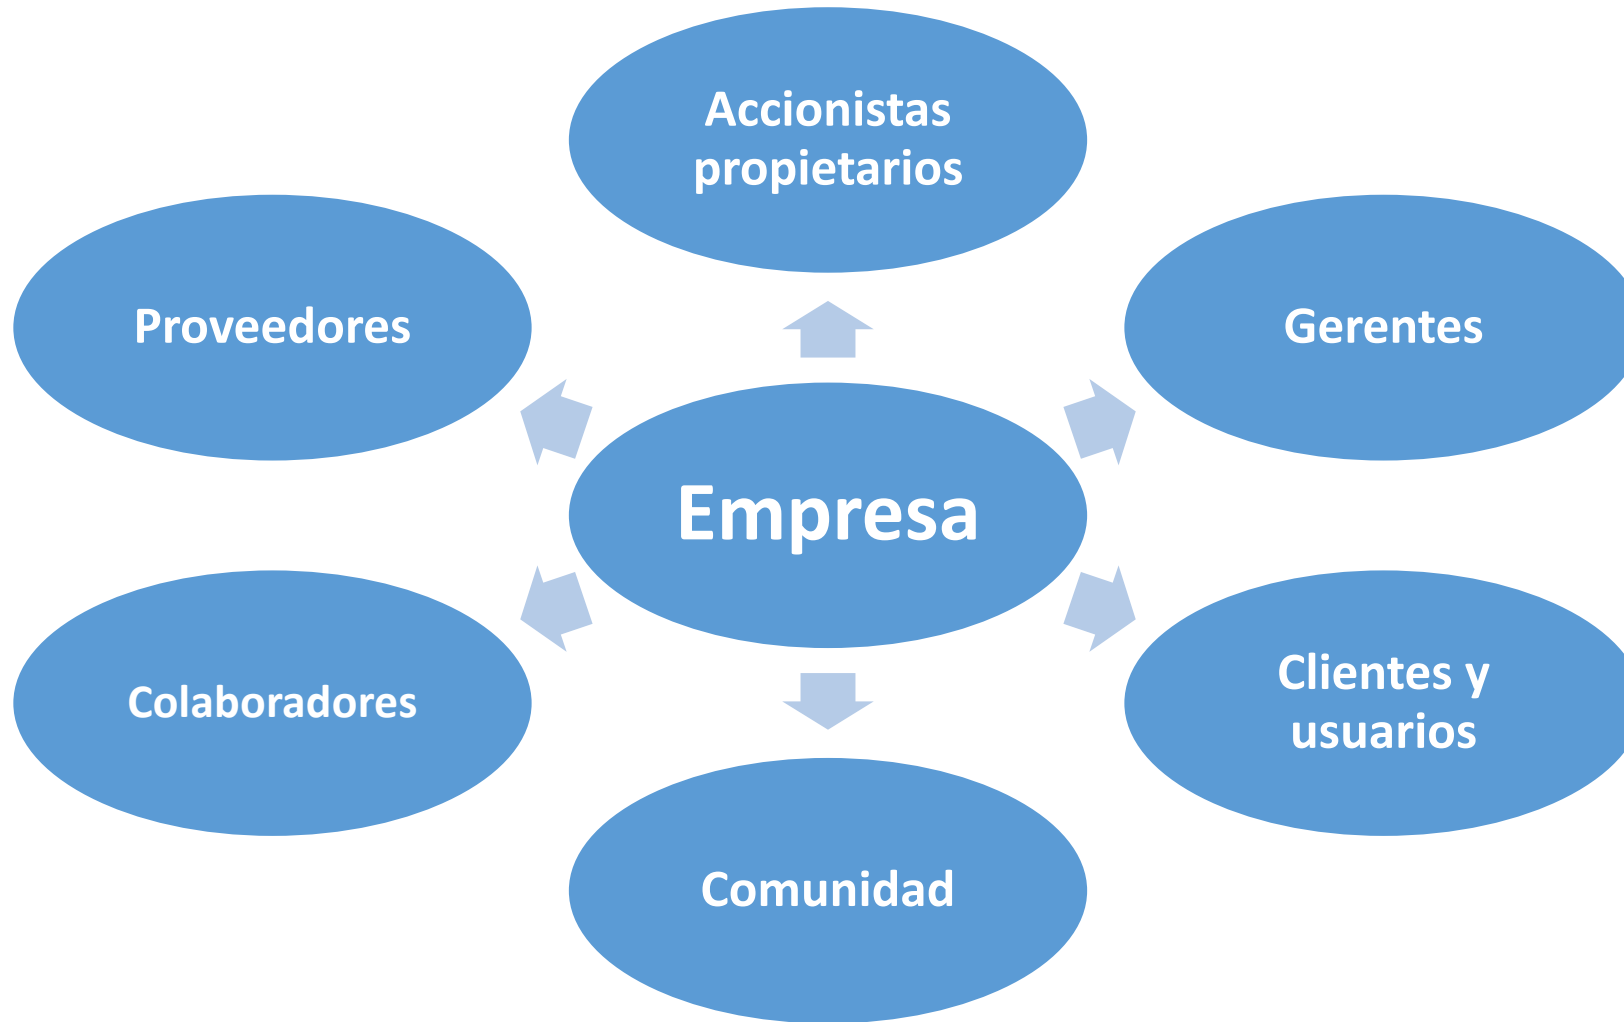 Accionistas
propietarios
Proveedores
Gerentes
Empresa
Colaboradores
Clientes y
usuarios
Comunidad